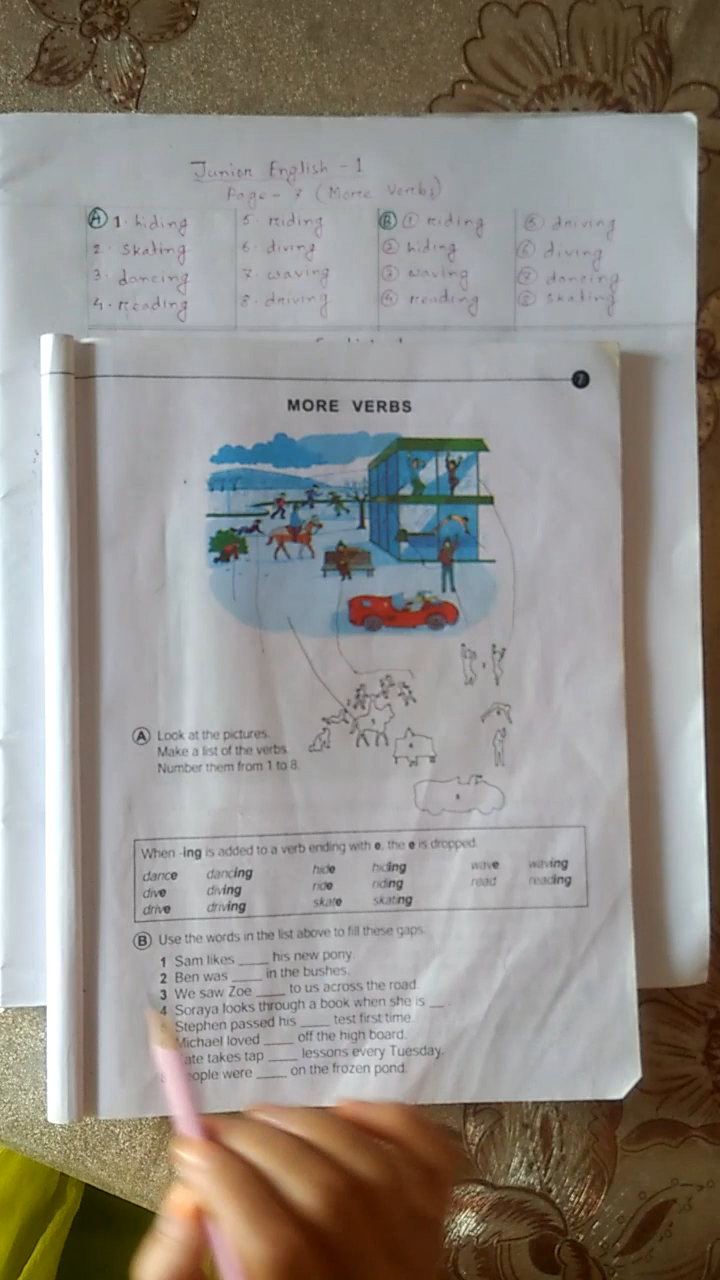 Junior English - 1
Page - 7 (More Verbs)
A 1. hiding 5. riding B 1 riding 5 driving
2. skating 6. diving 2 hiding 6 diving
3. dancing 7. waving 3 waving 7 dancing
4. reading 8. driving 4 reading 8 skating
7
MORE VERBS
A Look at the pictures.
Make a list of the verbs.
Number them from 1 to 8.
When -ing is added to a verb ending with e, the e is dropped.
dance dancing hide hiding wave waving
dive diving ride riding read reading
drive driving skate skating
B Use the words in the list above to fill these gaps.
1 Sam likes ____ his new pony.
2 Ben was ____ in the bushes.
3 We saw Zoe ____ to us across the road.
4 Soraya looks through a book when she is __.
Stephen passed his ____ test first time.
Michael loved ____ off the high board.
ate takes tap ____ lessons every Tuesday.
eople were ____ on the frozen pond.